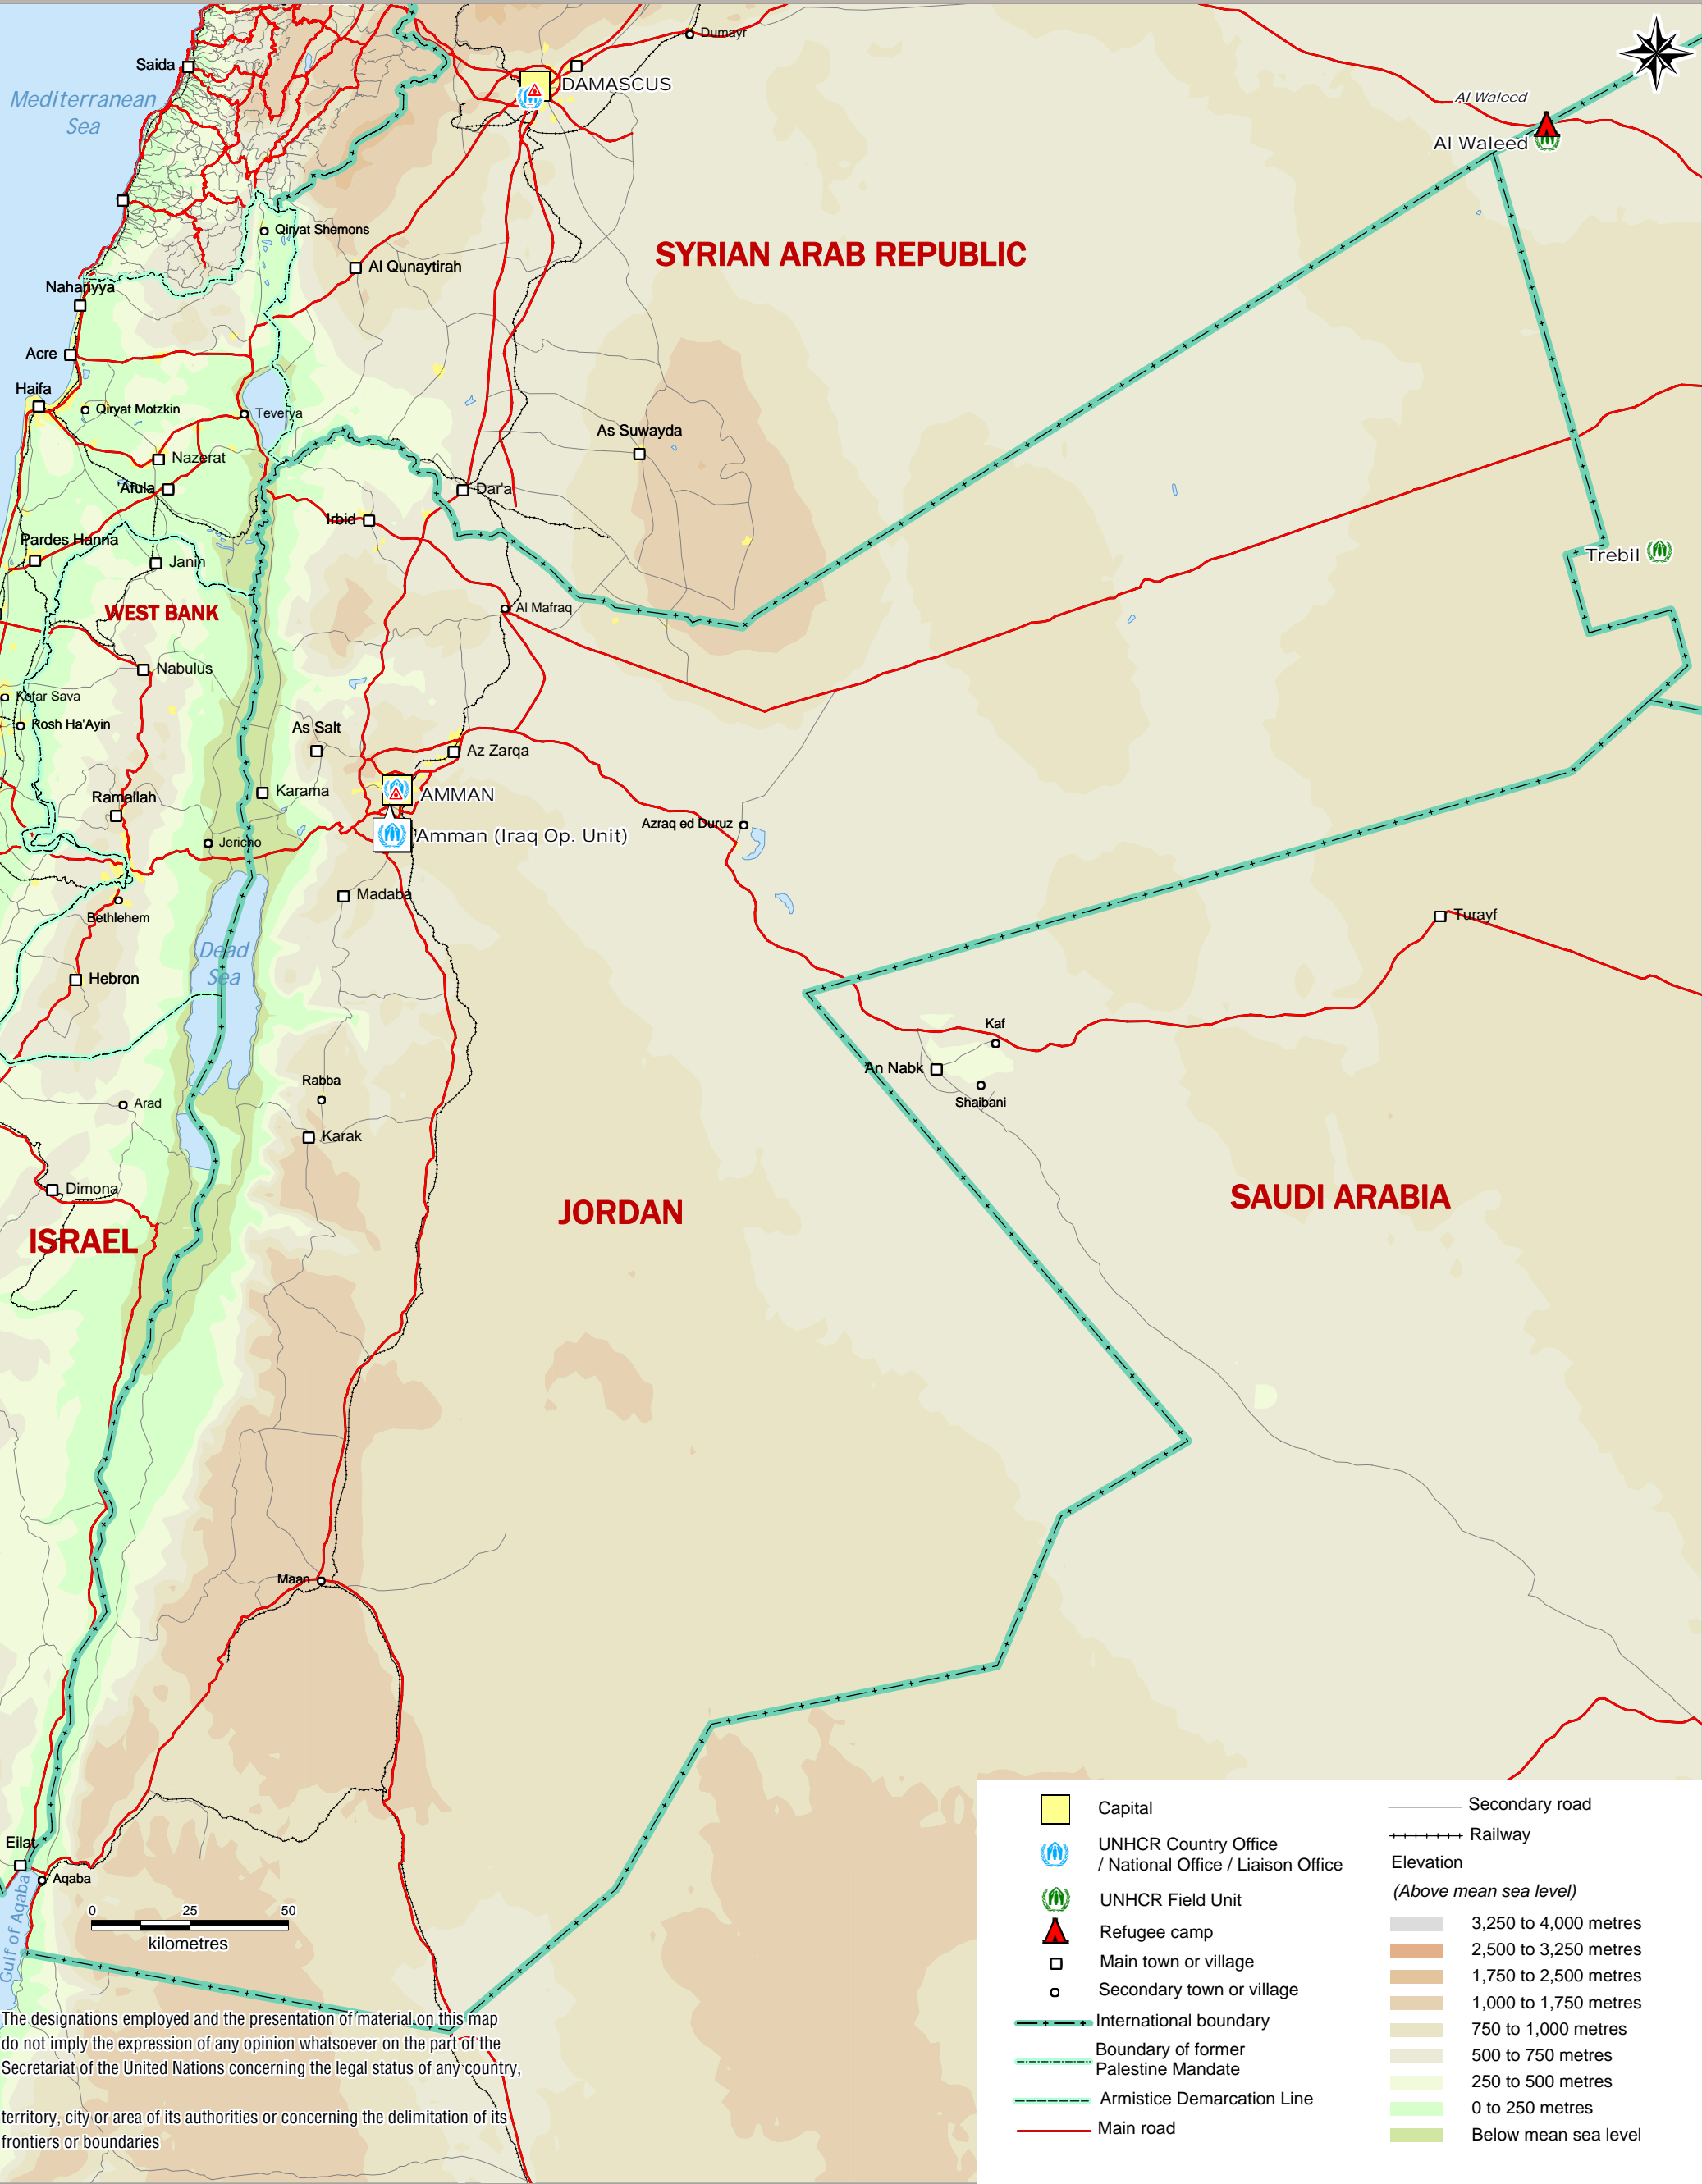 Dumayr
Saida
DAMASCUS
Mediterranean
Sea
Al Waleed
Al Waleed
Qiryat Shemons
SYRIAN ARAB REPUBLIC
Al Qunaytirah
Nahariyya
Acre
Haifa
Qiryat Motzkin
Teverya
As Suwayda
Nazerat
'Afula
Dar'a
Irbid
Pardes Hanna
Janin
Trebil
WEST BANK
Al Mafraq
Nabulus
Kefar Sava
Rosh Ha'Ayin
As Salt
Az Zarqa
Karama
AMMAN
Ramallah
Amman (Iraq Op. Unit)
Azraq ed Duruz
Jericho
Madaba
Bethlehem
Turayf
Dead
Sea
Hebron
Kaf
An Nabk
Rabba
Shaibani
Arad
Karak
Dimona
JORDAN
SAUDI ARABIA
ISRAEL
Maan
Eilat
Aqaba
Gulf of Aqaba
0 25 50
kilometres
The designations employed and the presentation of material on this map
do not imply the expression of any opinion whatsoever on the part of the
Secretariat of the United Nations concerning the legal status of any country,
territory, city or area of its authorities or concerning the delimitation of its
frontiers or boundaries
Capital
UNHCR Country Office
/ National Office / Liaison Office
UNHCR Field Unit
Refugee camp
Main town or village
Secondary town or village
International boundary
Boundary of former
Palestine Mandate
Armistice Demarcation Line
Main road
Secondary road
Railway
Elevation
(Above mean sea level)
3,250 to 4,000 metres
2,500 to 3,250 metres
1,750 to 2,500 metres
1,000 to 1,750 metres
750 to 1,000 metres
500 to 750 metres
250 to 500 metres
0 to 250 metres
Below mean sea level